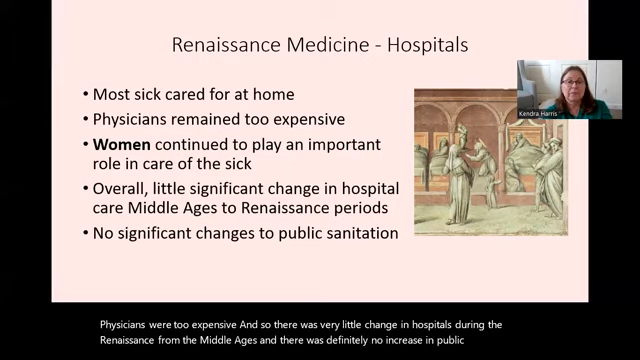 Renaissance Medicine - Hospitals
• Most sick cared for at home
• Physicians remained too expensive
• Women continued to play an important
role in care of the sick
• Overall, little significant change in hospital
care Middle Ages to Renaissance periods
• No significant changes to public sanitation
Kendra Harris
Physicians were too expensive And so there was very little change in hospitals during the
Renaissance from the Middle Ages and there was definitely no increase in public